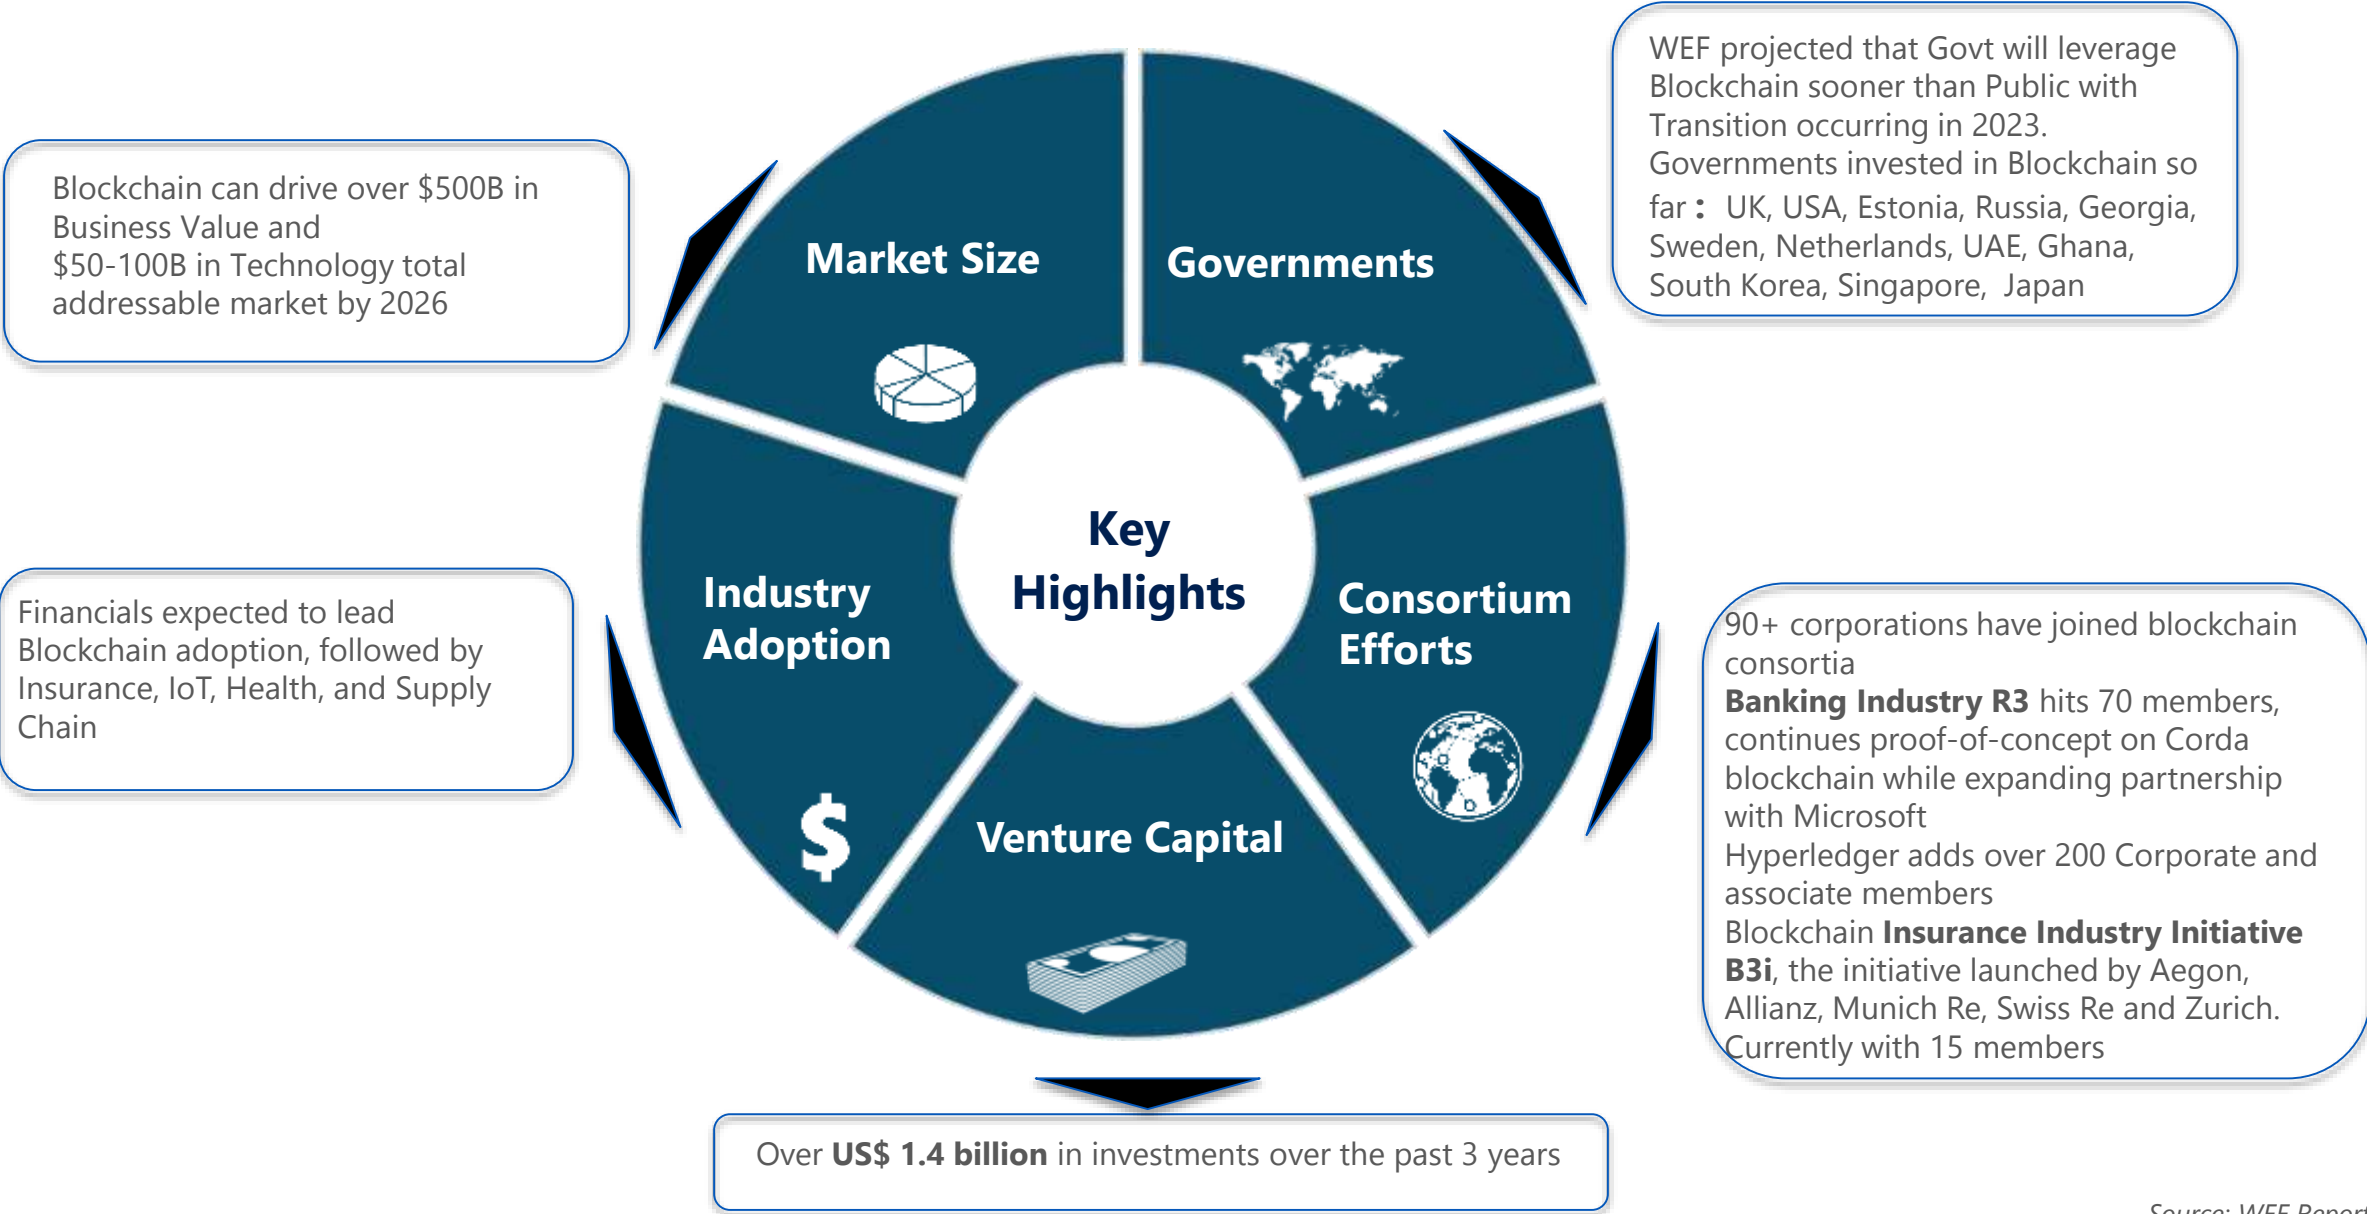 WEF projected that Govt will leverage
Blockchain sooner than Public with
Transition occurring in 2023.
Governments invested in Blockchain so
far： UK, USA, Estonia, Russia, Georgia,
Sweden, Netherlands, UAE, Ghana,
South Korea, Singapore, Japan
Blockchain can drive over $500B in
Business Value and
$50-100B in Technology total
addressable market by 2026
Market Size
Governments
Key
Highlights
Industry
Adoption
Consortium
Efforts
Venture Capital
Financials expected to lead
Blockchain adoption, followed by
Insurance, IoT, Health, and Supply
Chain
90+ corporations have joined blockchain
consortia
Banking Industry R3 hits 70 members,
continues proof-of-concept on Corda
blockchain while expanding partnership
with Microsoft
Hyperledger adds over 200 Corporate and
associate members
Blockchain Insurance Industry Initiative
B3i, the initiative launched by Aegon,
Allianz, Munich Re, Swiss Re and Zurich.
Currently with 15 members
Over US$ 1.4 billion in investments over the past 3 years
Source: WEF Report